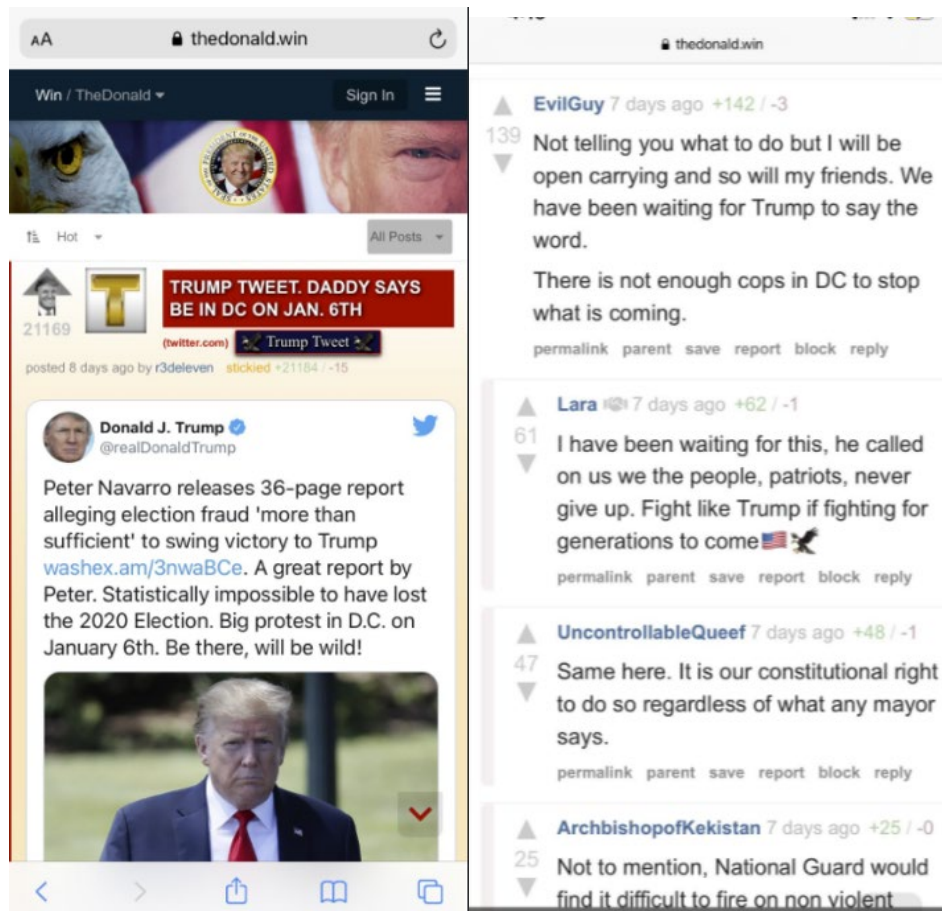 AA thedonald.win
Win / TheDonald Sign In
Hot All Posts
TRUMP TWEET. DADDY SAYS
BE IN DC ON JAN. 6TH
(twitter.com) Trump Tweet
21169
posted 8 days ago by r3deleven stickied +21184 / -15
Donald J. Trump
@realDonaldTrump
Peter Navarro releases 36-page report
alleging election fraud 'more than
sufficient' to swing victory to Trump
washex.am/3nwaBCe. A great report by
Peter. Statistically impossible to have lost
the 2020 Election. Big protest in D.C. on
January 6th. Be there, will be wild!
thedonald.win
EvilGuy 7 days ago +142 / -3
139
Not telling you what to do but I will be
open carrying and so will my friends. We
have been waiting for Trump to say the
word.
There is not enough cops in DC to stop
what is coming.
permalink parent save report block reply
Lara 7 days ago +62 / -1
61
I have been waiting for this, he called
on us we the people, patriots, never
give up. Fight like Trump if fighting for
generations to come
permalink parent save report block reply
UncontrollableQueef 7 days ago +48 / -1
47
Same here. It is our constitutional right
to do so regardless of what any mayor
says.
permalink parent save report block reply
ArchbishopofKekistan 7 days ago +25 / -0
25
Not to mention, National Guard would
find it difficult to fire on non violent